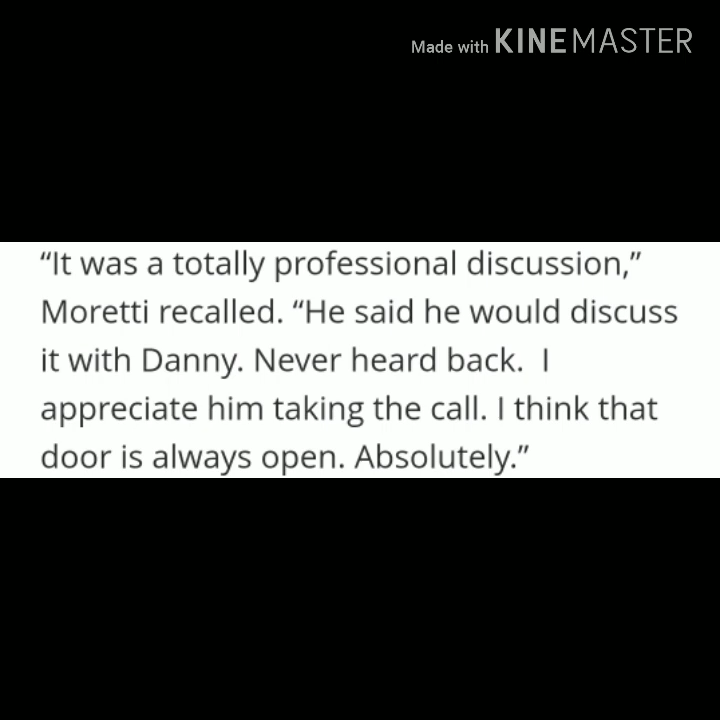 Made with KINEMASTER
“It was a totally professional discussion,”
Moretti recalled. “He said he would discuss
it with Danny. Never heard back.  I
appreciate him taking the call. I think that
door is always open. Absolutely.”